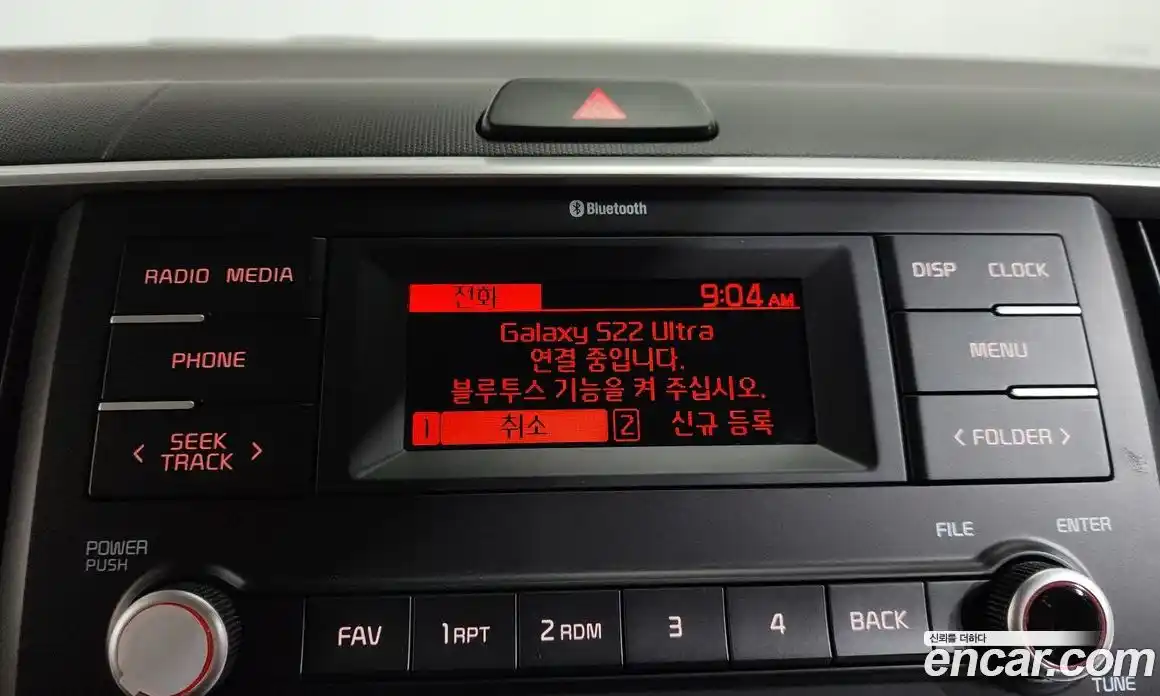 Bluetooth
RADIO MEDIA
DISP CLOCK
전화 9:04 AM
Galaxy S22 Ultra
연결 중입니다.
블루투스 기능을 켜 주십시오.
1 취소 2 신규 등록
PHONE
MENU
< SEEK TRACK >
< FOLDER >
POWER
PUSH
FILE
ENTER
FAV
1 RPT
2 RDM
3
4
BACK
TUNE
신뢰를 더하다
encar.com